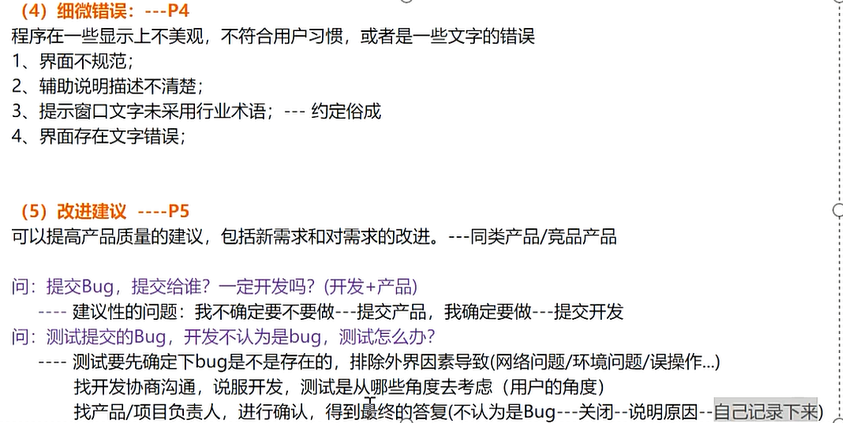 （4）细微错误：---P4
程序在一些显示上不美观，不符合用户习惯，或者是一些文字的错误
1、界面不规范；
2、辅助说明描述不清楚；
3、提示窗口文字未采用行业术语；--- 约定俗成
4、界面存在文字错误；
（5）改进建议 ----P5
可以提高产品质量的建议，包括新需求和对需求的改进。---同类产品/竞品产品
问：提交Bug，提交给谁？一定开发吗？(开发+产品)
---- 建议性的问题：我不确定要不要做---提交产品，我确定要做---提交开发
问：测试提交的Bug，开发不认为是bug，测试怎么办？
---- 测试要先确定下bug是不是存在的，排除外界因素导致(网络问题/环境问题/误操作...)
找开发协商沟通，说服开发，测试是从哪些角度去考虑（用户的角度）
找产品/项目负责人，进行确认，得到最终的答复(不认为是Bug---关闭--说明原因--自己记录下来)